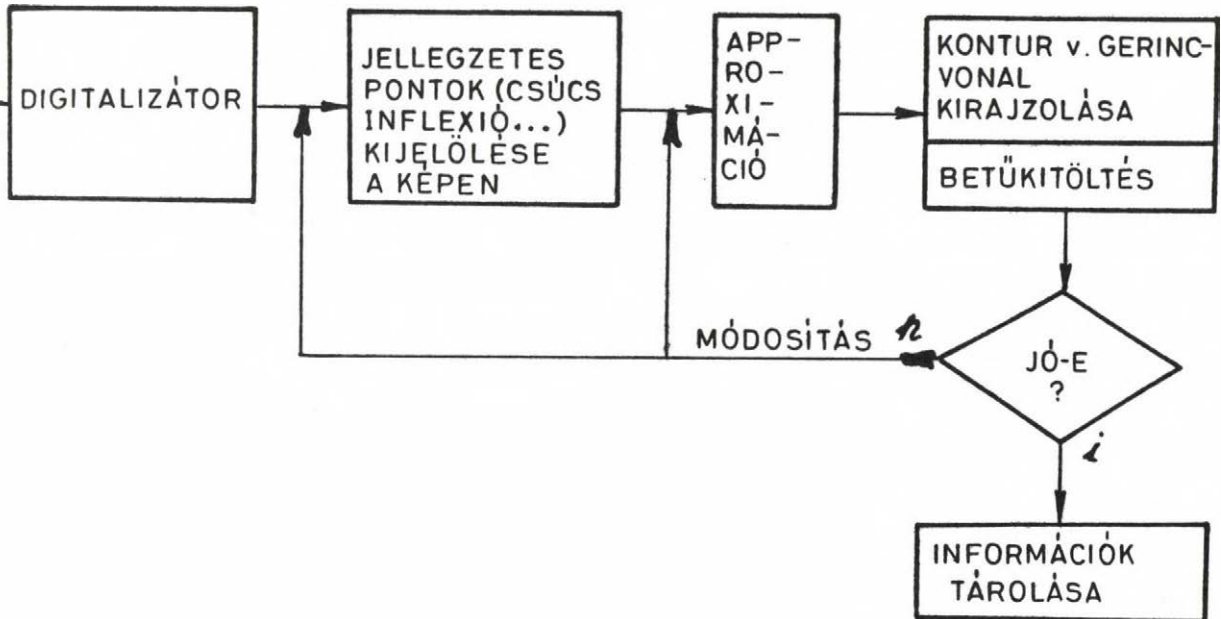 DIGITALIZÁTOR
JELLEGZETES
PONTOK (CSÚCS
INFLEXIÓ...)
KIJELÖLÉSE
A KÉPEN
APP-
RO-
XI-
MÁ-
CIÓ
KONTUR v. GERINC-
VONAL
KIRAJZOLÁSA
BETŰKITÖLTÉS
MÓDOSÍTÁS n
JÓ-E
?
i
INFORMÁCIÓK
TÁROLÁSA